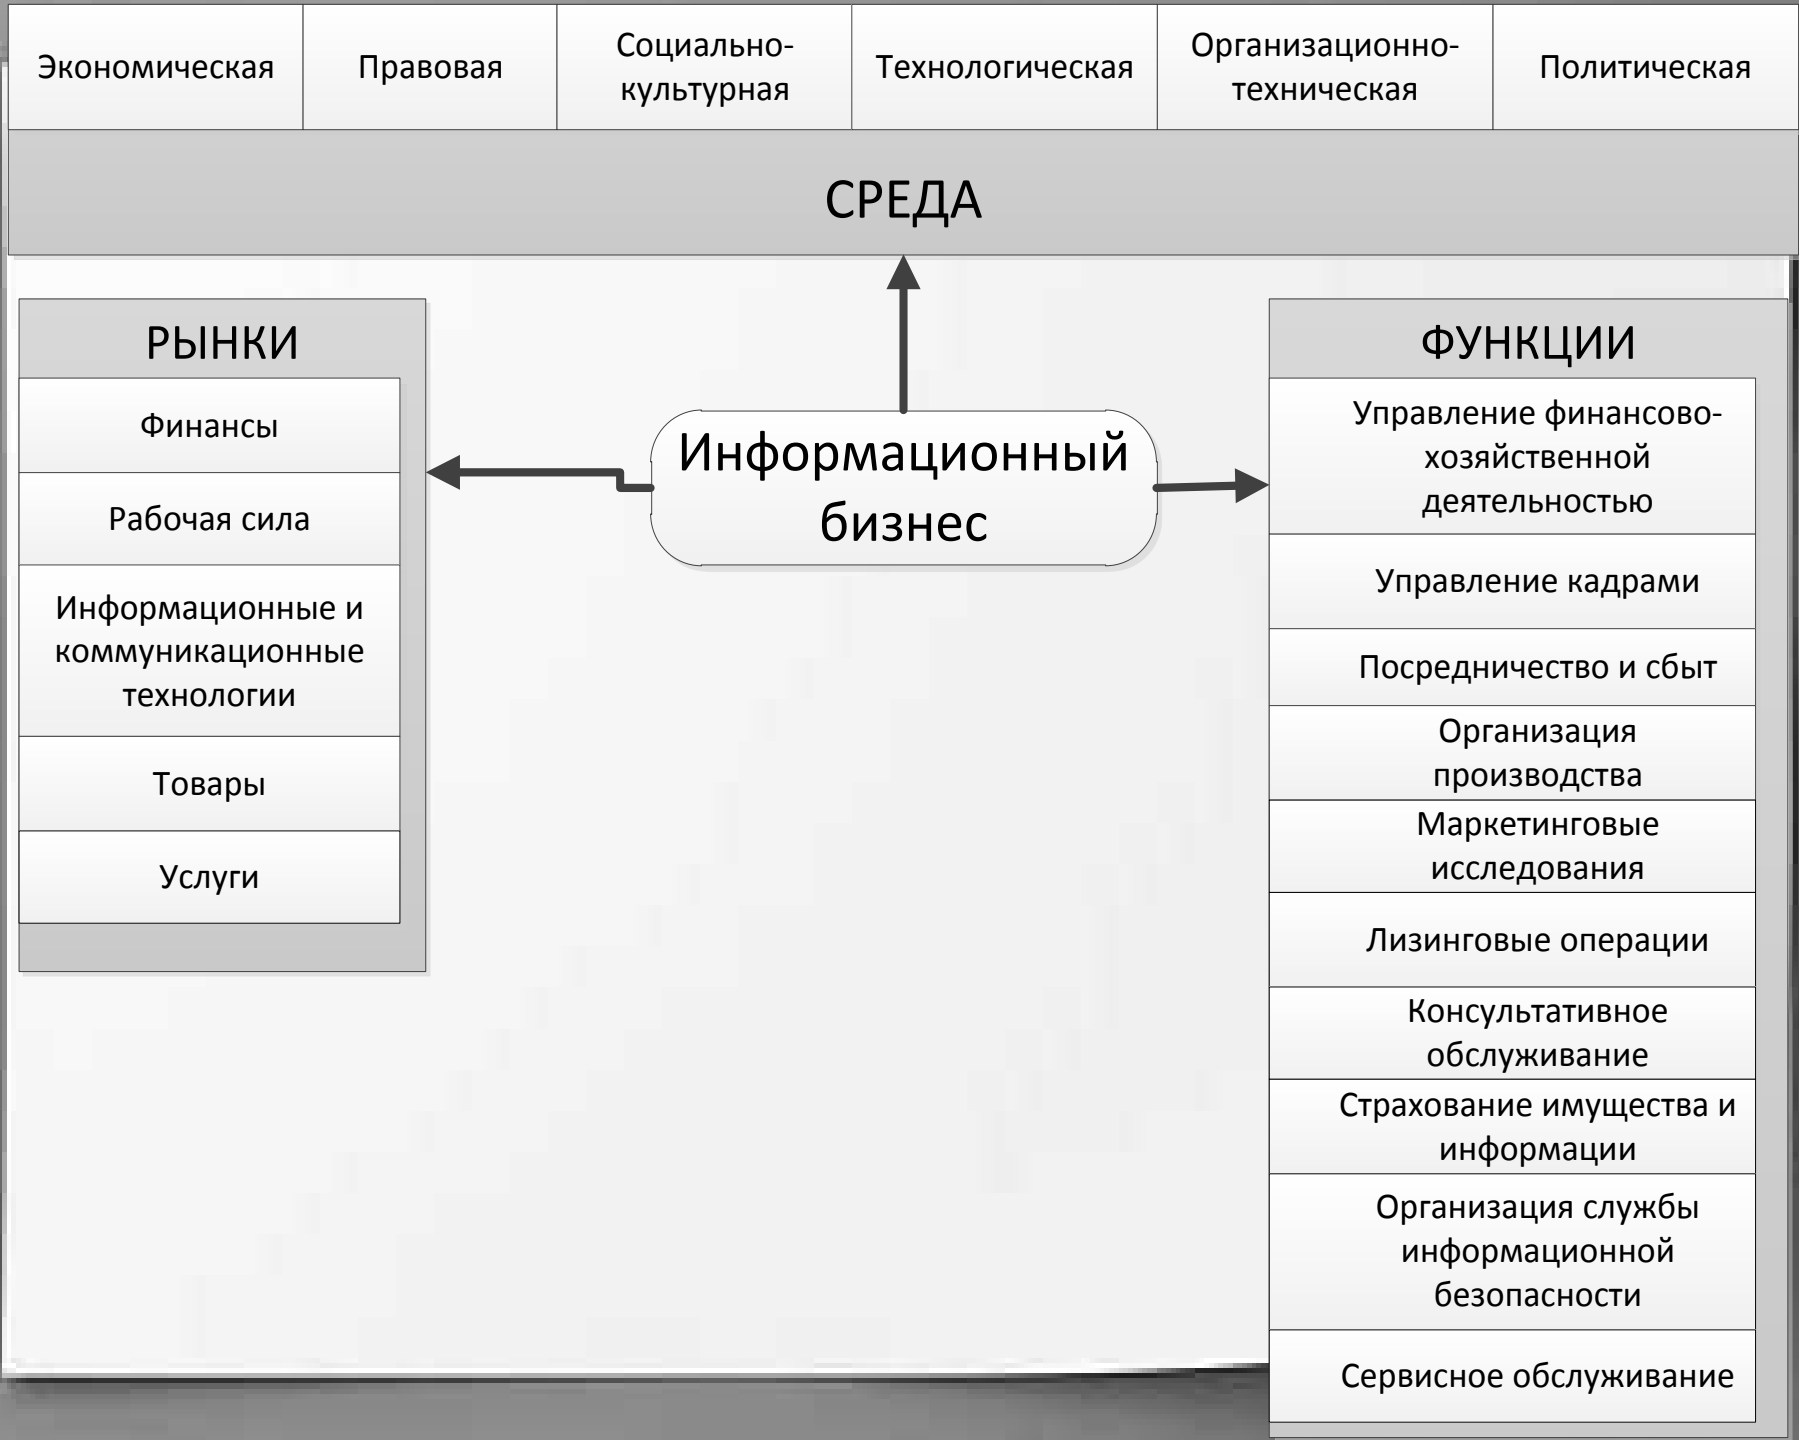 Экономическая
Правовая
Социально-
культурная
Технологическая
Организационно-
техническая
Политическая
СРЕДА
РЫНКИ
Финансы
Рабочая сила
Информационные и
коммуникационные
технологии
Товары
Услуги
Информационный
бизнес
ФУНКЦИИ
Управление финансово-
хозяйственной
деятельностью
Управление кадрами
Посредничество и сбыт
Организация
производства
Маркетинговые
исследования
Лизинговые операции
Консультативное
обслуживание
Страхование имущества и
информации
Организация службы
информационной
безопасности
Сервисное обслуживание